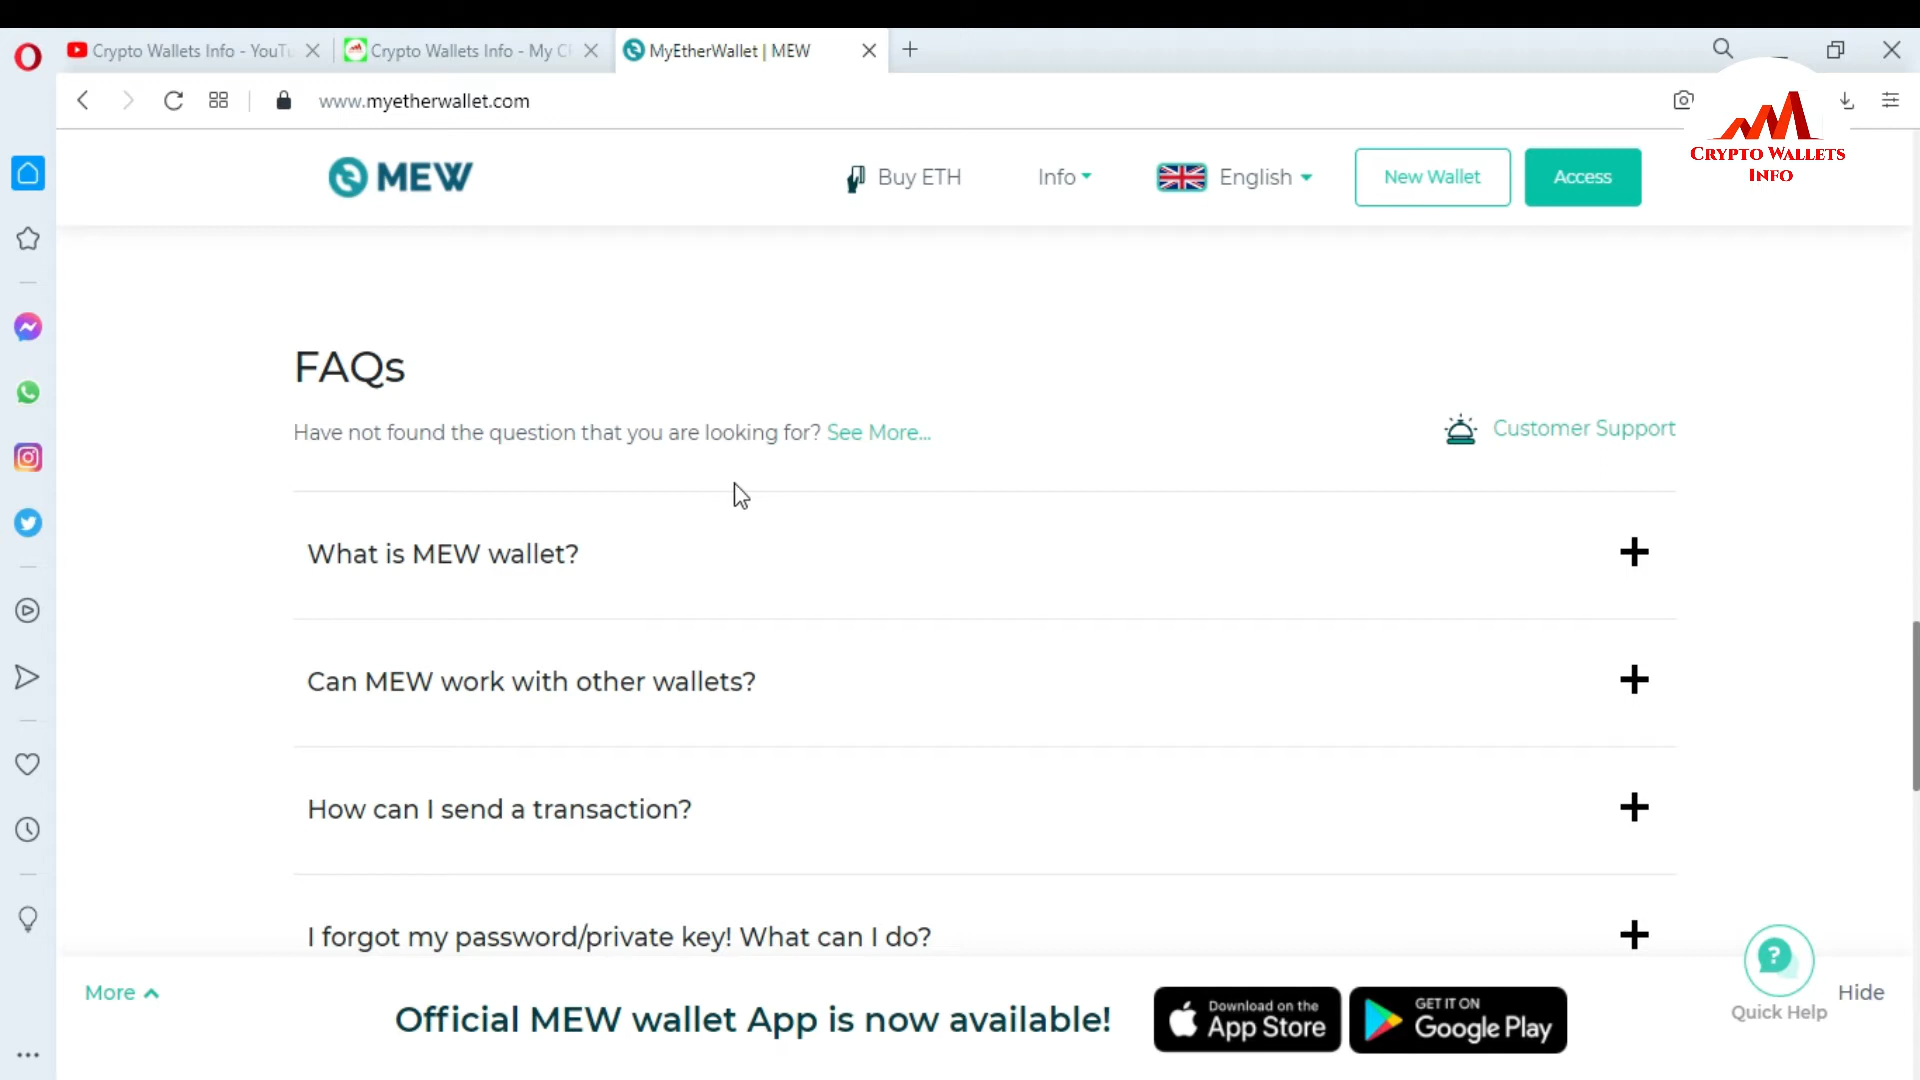 Crypto Wallets Info - YouTu
Crypto Wallets Info - My C
MyEtherWallet | MEW
www.myetherwallet.com
CRYPTO WALLETS
INFO
MEW
Buy ETH
Info
English
New Wallet
Access
FAQs
Have not found the question that you are looking for? See More...
Customer Support
What is MEW wallet?
Can MEW work with other wallets?
How can I send a transaction?
I forgot my password/private key! What can I do?
More
Official MEW wallet App is now available!
Download on the
App Store
GET IT ON
Google Play
?
Quick Help
Hide